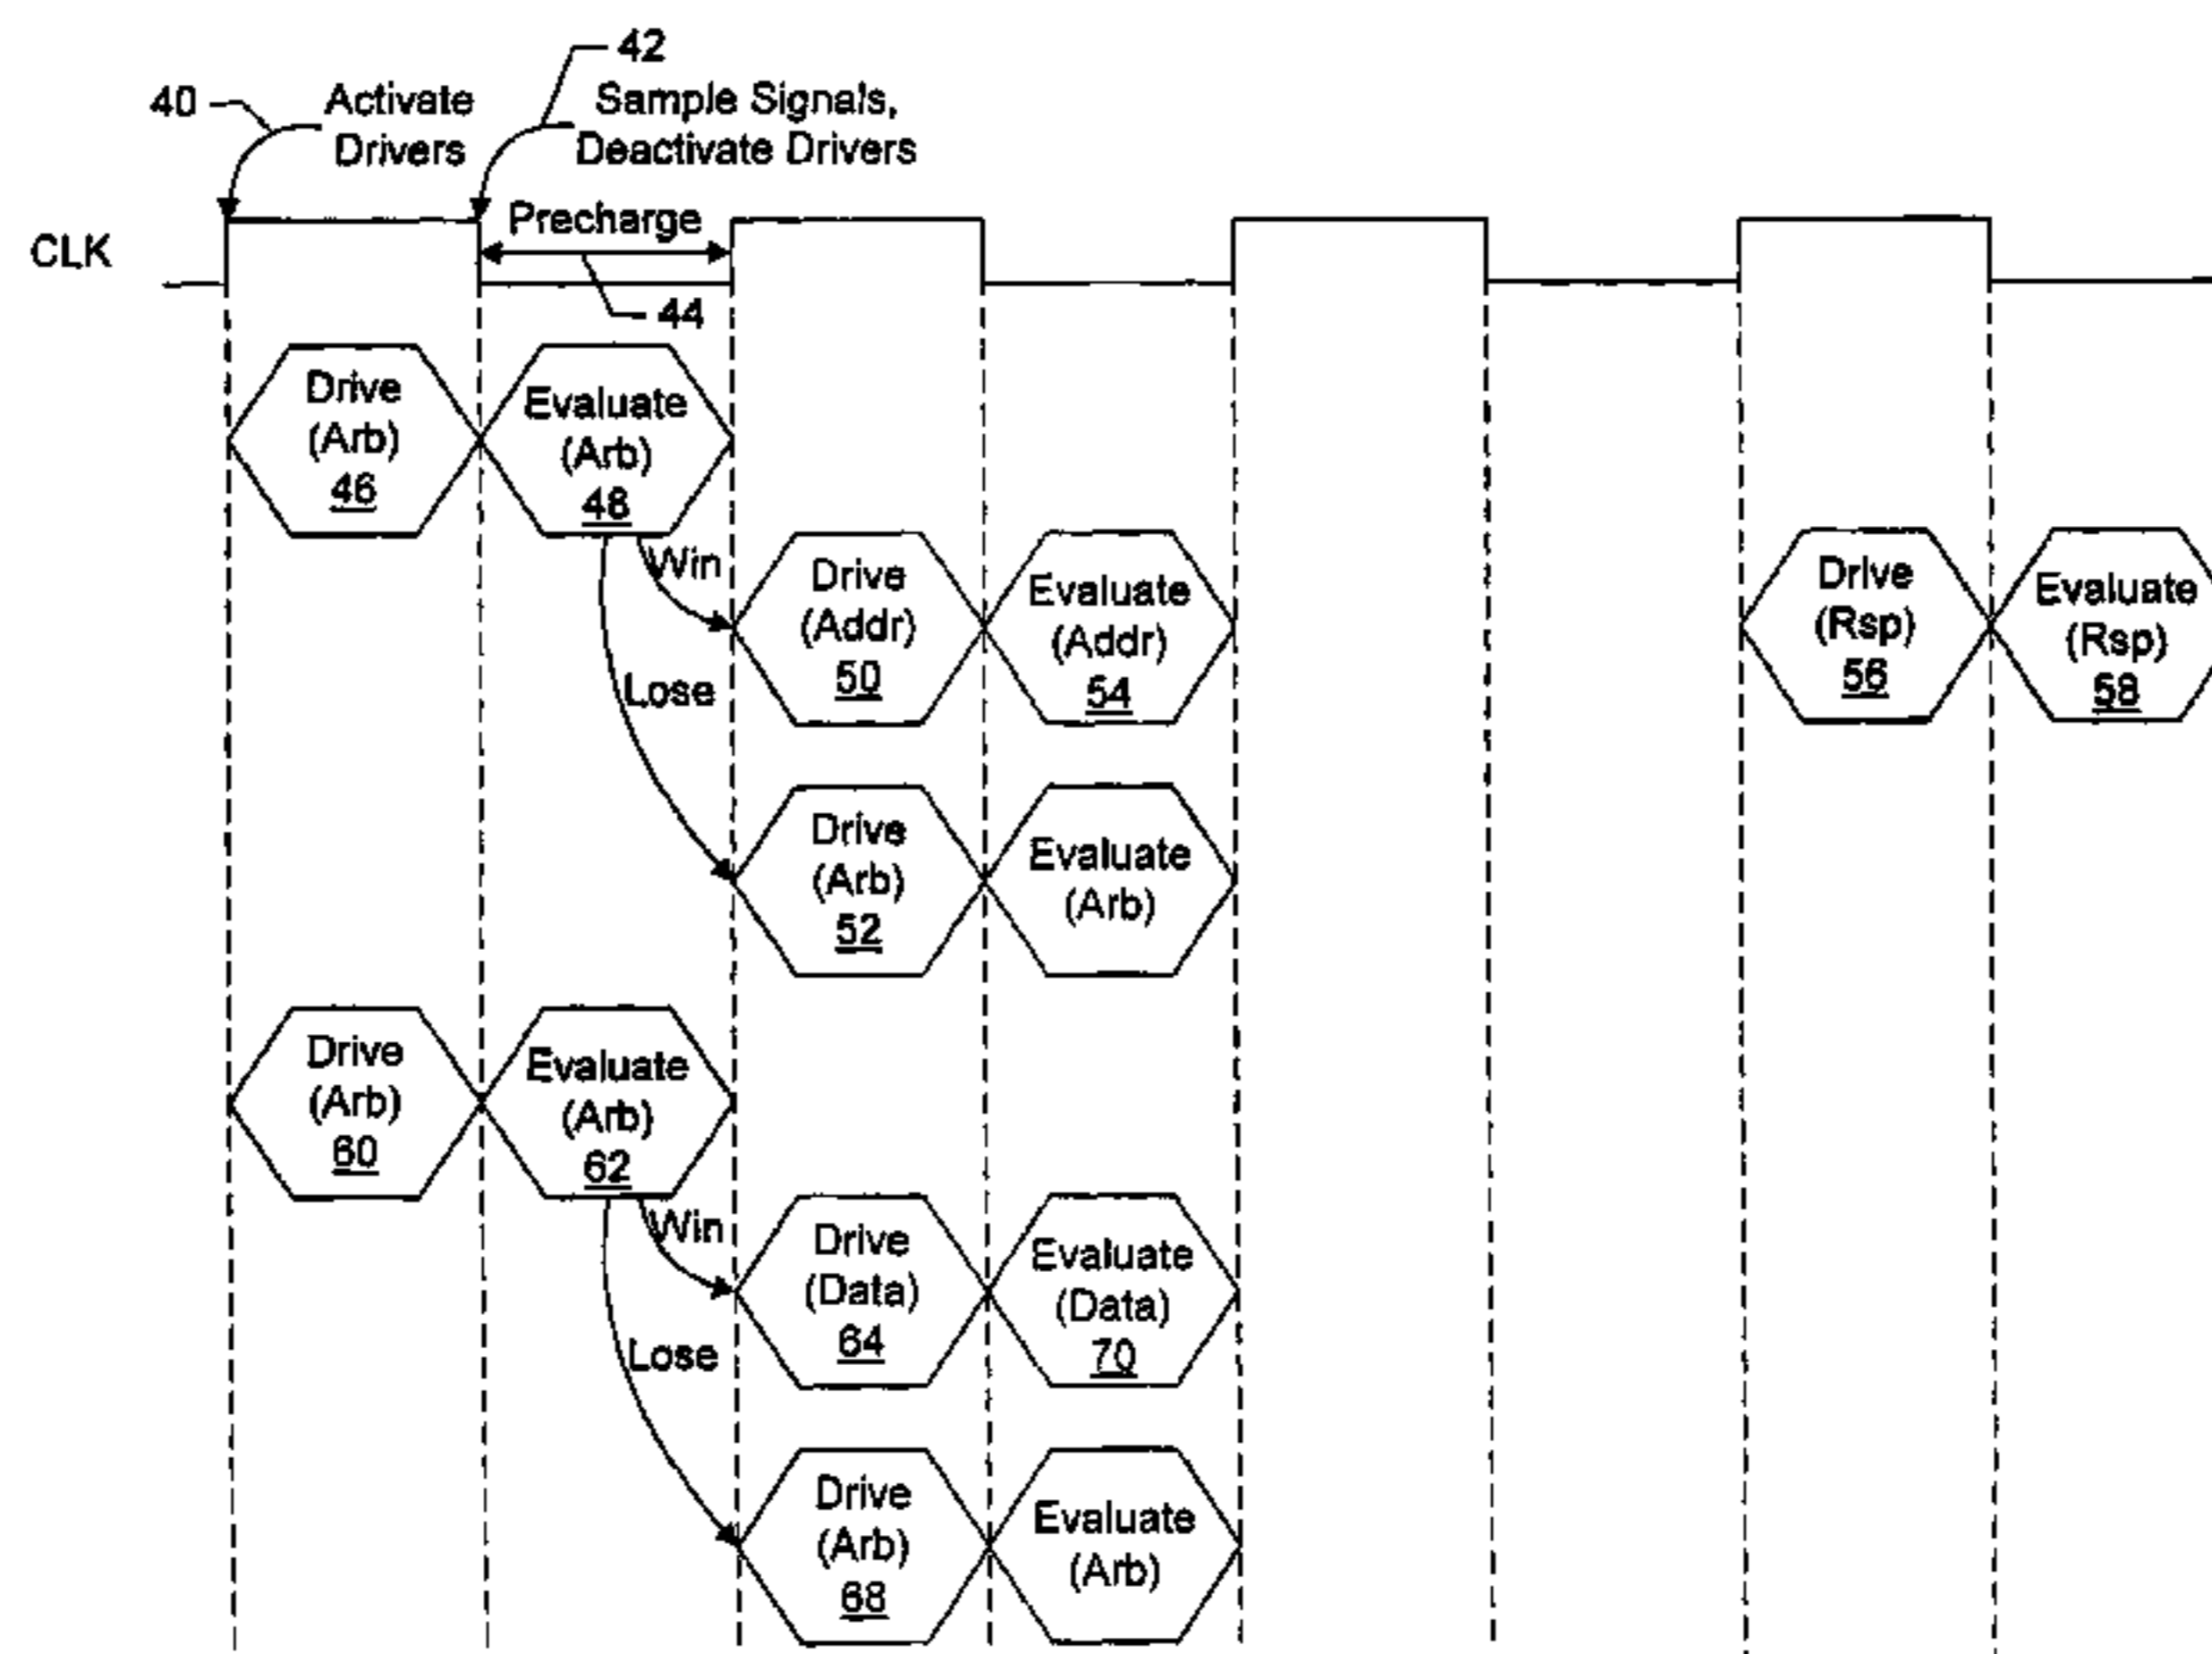 42
40
Activate
Drivers
Sample Signals,
Deactivate Drivers
Precharge
CLK
44
Drive
(Arb)
46
Evaluate
(Arb)
48
Win
Lose
Drive
(Addr)
50
Evaluate
(Addr)
54
Drive
(Rsp)
56
Evaluate
(Rsp)
58
Drive
(Arb)
52
Evaluate
(Arb)
Drive
(Arb)
60
Evaluate
(Arb)
62
Win
Lose
Drive
(Data)
64
Evaluate
(Data)
70
Drive
(Arb)
68
Evaluate
(Arb)